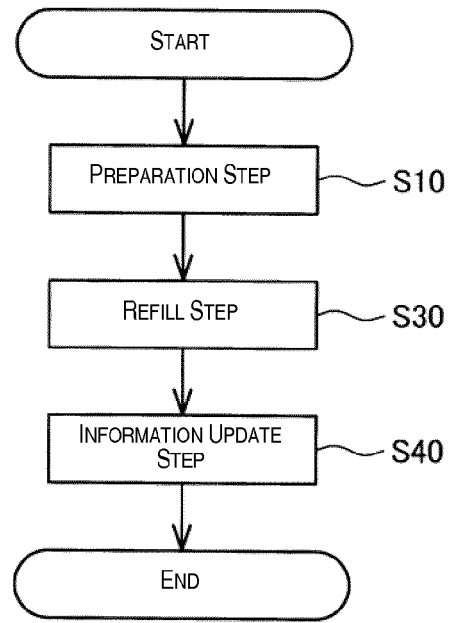 START
PREPARATION STEP
S10
REFILL STEP
S30
INFORMATION UPDATE
STEP
S40
END